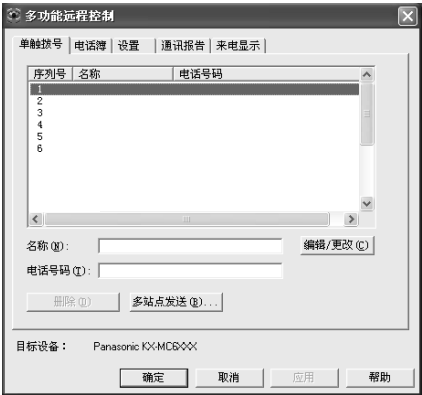 多功能远程控制
单触拨号 电话簿 设置 通讯报告 来电显示
序列号 名称 电话号码
1
2
3
4
5
6
名称(N):
编辑/更改(C)
电话号码(T):
删除(D) 多站点发送(B)...
目标设备： Panasonic KX-MC6XXX
确定 取消 应用 帮助